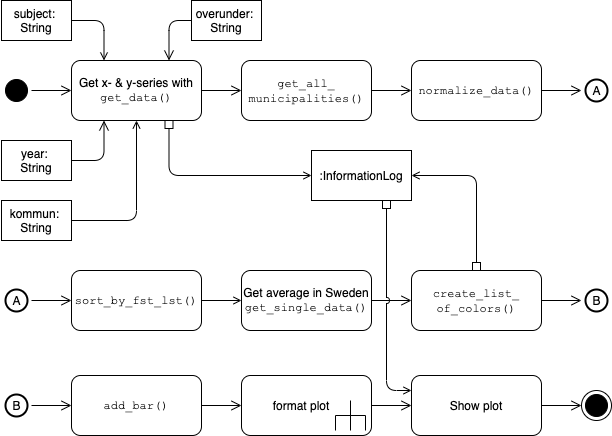 subject:
String
overunder:
String
Get x- & y-series with
get_data()
get_all_
municipalities()
normalize_data()
A
year:
String
:InformationLog
kommun:
String
A
sort_by_fst_lst()
Get average in Sweden
get_single_data()
create_list_
of_colors()
B
B
add_bar()
format plot
Show plot